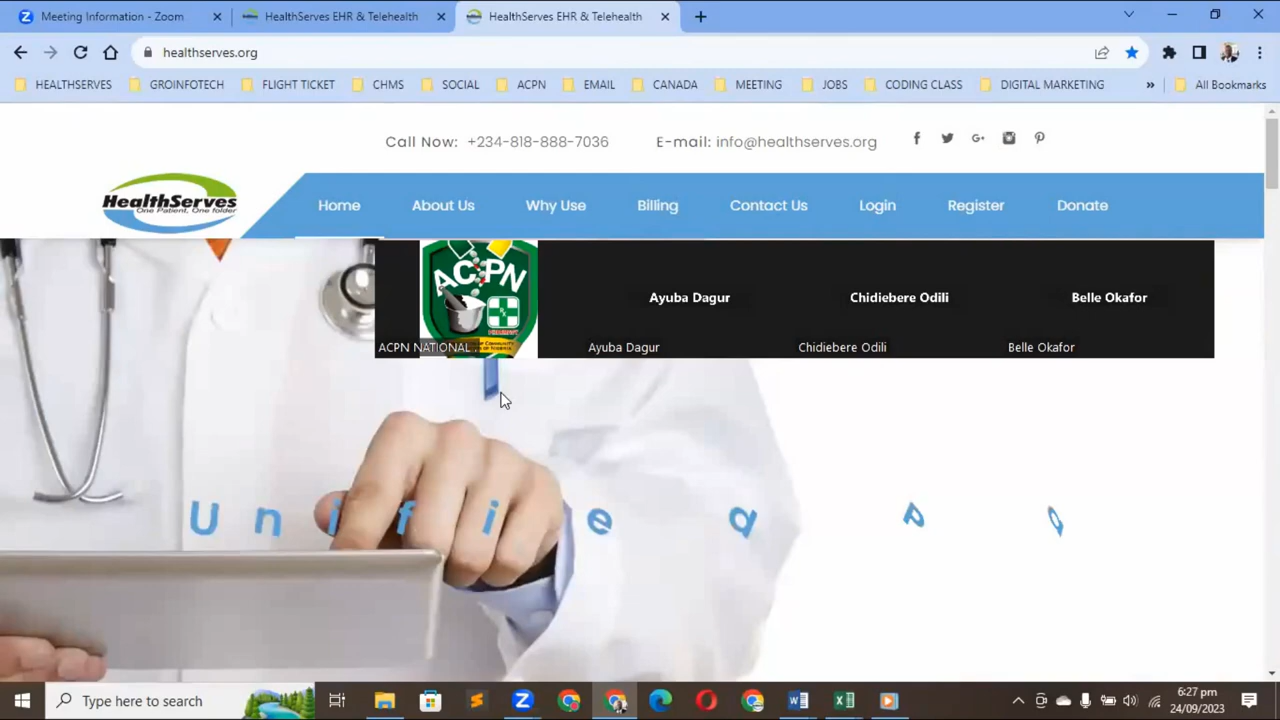 Meeting Information - Zoom
HealthServes EHR & Telehealth
HealthServes EHR & Telehealth
healthserves.org
HEALTHSERVES
GROINFOTECH
FLIGHT TICKET
CHMS
SOCIAL
ACPN
EMAIL
CANADA
MEETING
JOBS
CODING CLASS
DIGITAL MARKETING
»
All Bookmarks
Call Now: +234-818-888-7036
E-mail: info@healthserves.org
HealthServes
One Patient, One folder
Home
About Us
Why Use
Billing
Contact Us
Login
Register
Donate
ACPN
Ayuba Dagur
Chidiebere Odili
Belle Okafor
ACPN NATIONAL
Ayuba Dagur
Chidiebere Odili
Belle Okafor
Unified
Type here to search
6:27 pm
24/09/2023